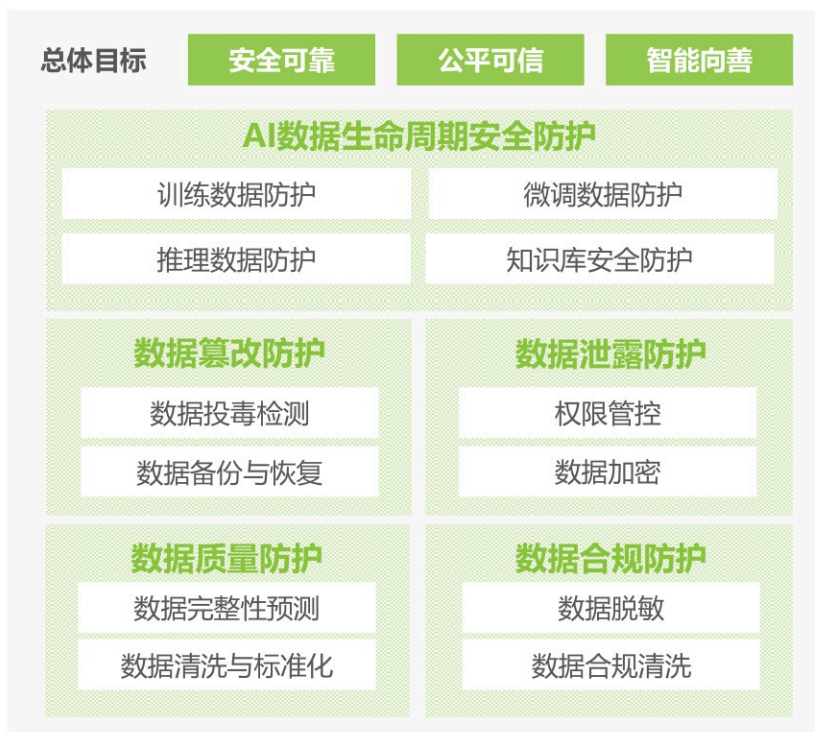 总体目标 安全可靠 公平可信 智能向善
AI数据生命周期安全防护
训练数据防护 微调数据防护
推理数据防护 知识库安全防护
数据篡改防护 数据泄露防护
数据投毒检测 权限管控
数据备份与恢复 数据加密
数据质量防护 数据合规防护
数据完整性预测 数据脱敏
数据清洗与标准化 数据合规清洗